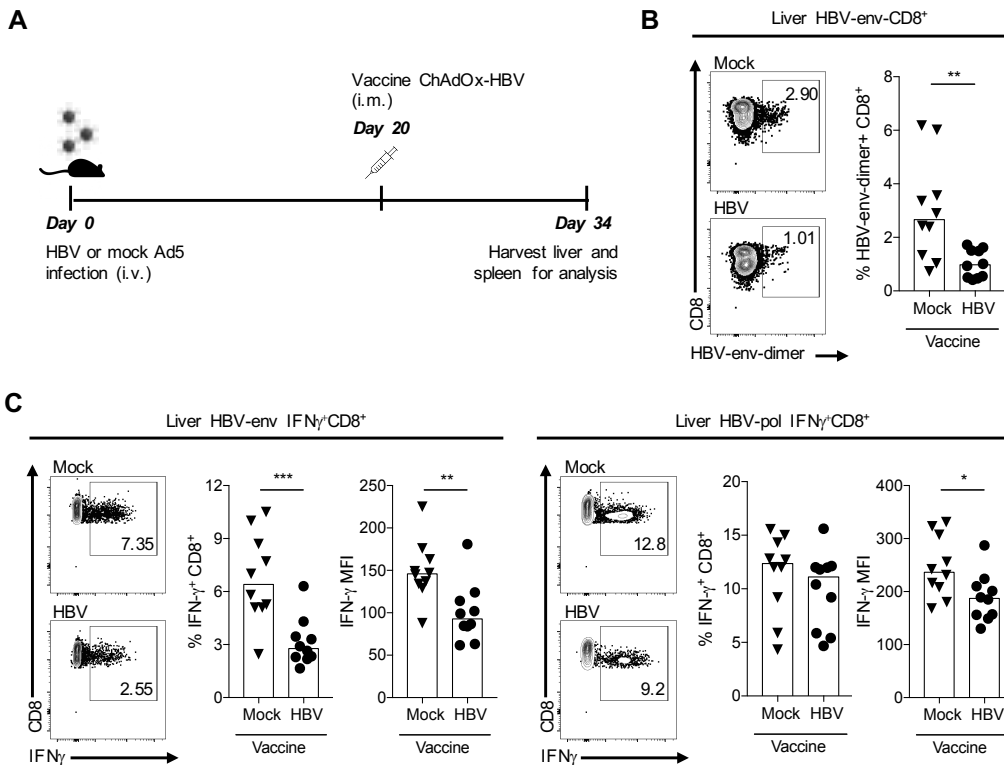 A
Vaccine ChAdOx-HBV
(i.m.)
Day 20
Day 0
Day 34
HBV or mock Ad5
infection (i.v.)
Harvest liver and
spleen for analysis
B
Liver HBV-env-CD8+
Mock
2.90
HBV
1.01
CD8
HBV-env-dimer
% HBV-env-dimer+ CD8+
8
6
4
2
0
**
Mock HBV
Vaccine
C
Liver HBV-env IFNγ+CD8+
Mock
7.35
HBV
2.55
CD8
IFNγ
% IFN-γ+ CD8+
12
9
6
3
0
***
Mock HBV
Vaccine
IFN-γ MFI
250
200
150
100
50
0
**
Mock HBV
Vaccine
Liver HBV-pol IFNγ+CD8+
Mock
12.8
HBV
9.2
CD8
IFNγ
% IFN-γ+ CD8+
20
15
10
5
0
Mock HBV
Vaccine
IFN-γ MFI
400
300
200
100
0
*
Mock HBV
Vaccine